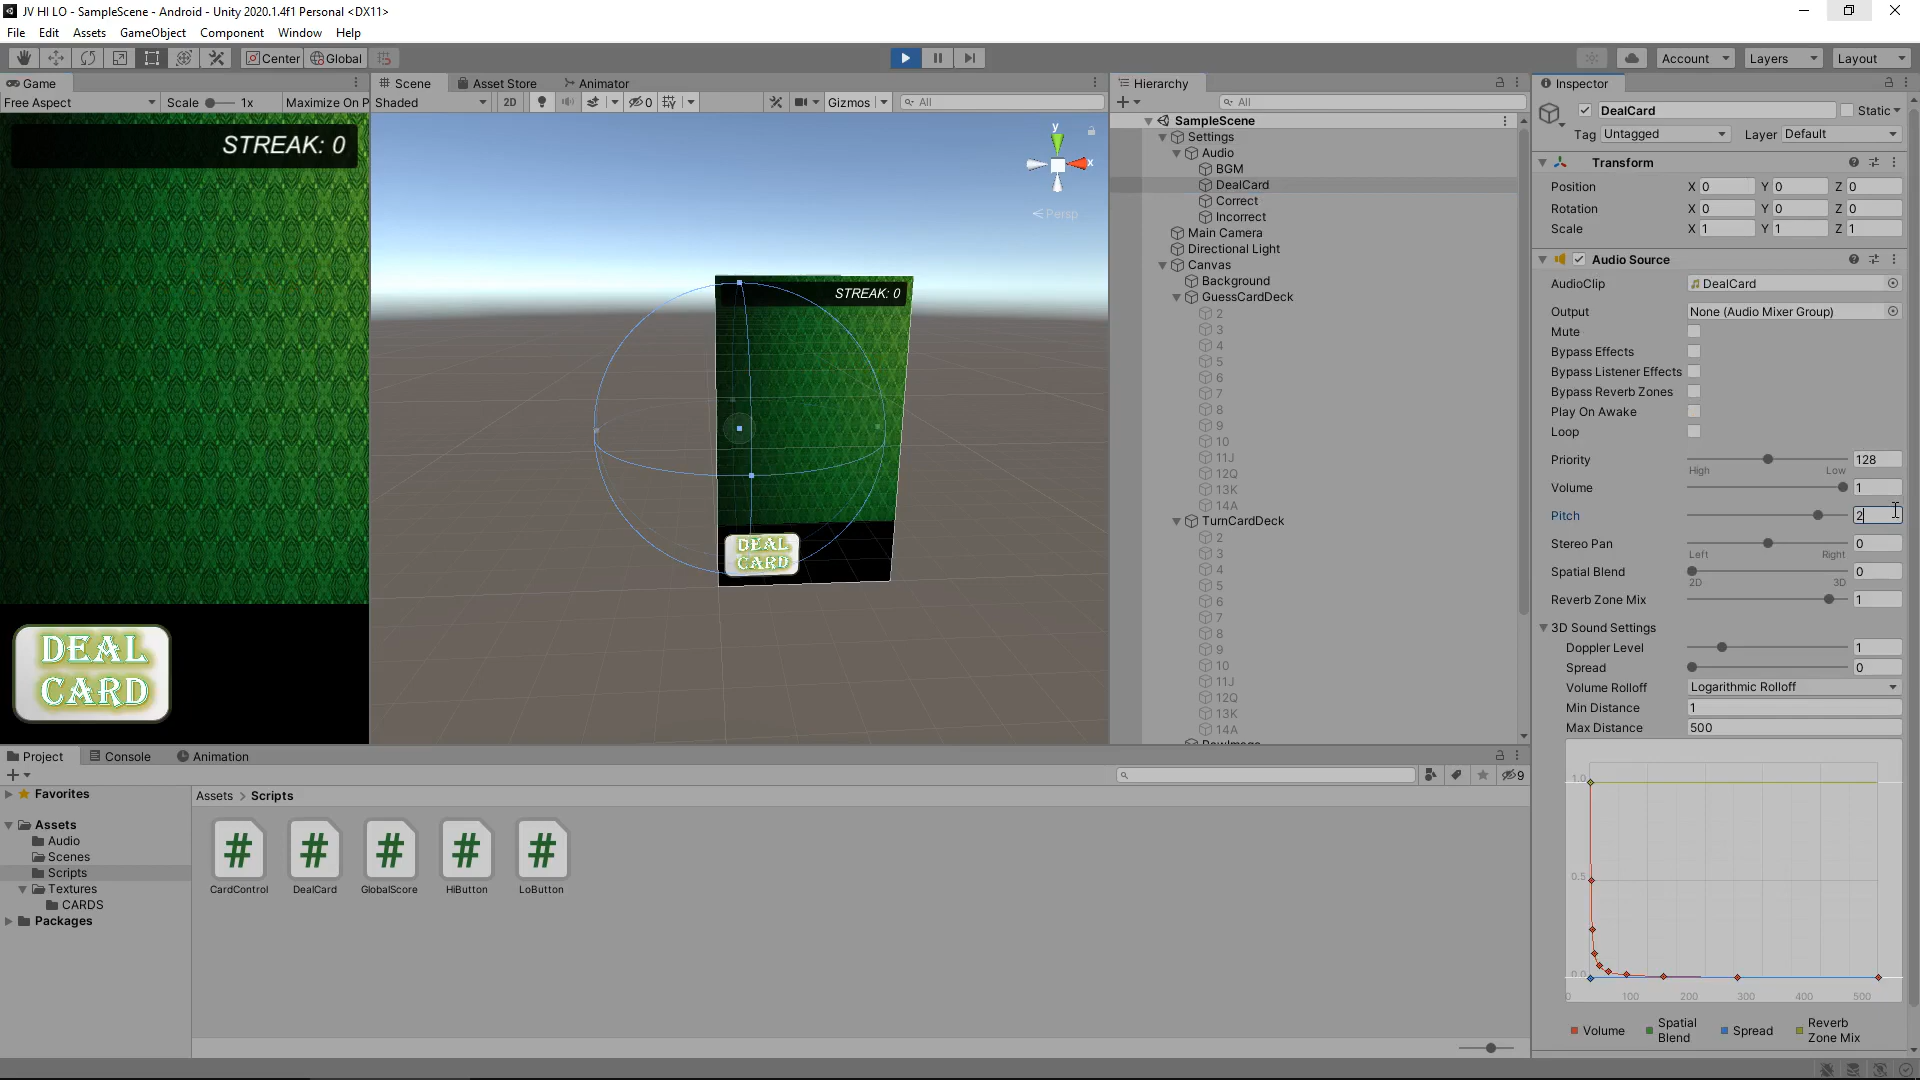 JV HI LO - SampleScene - Android - Unity 2020.1.4f1 Personal <DX11>
File Edit Assets GameObject Component Window Help
Center Global Account Layers Layout
Game
Free Aspect Scale 1x Maximize On P
STREAK: 0
DEAL
CARD
Scene Asset Store Animator
Shaded 2D 0 Gizmos All
y
x
Persp
STREAK: 0
DEAL
CARD
Hierarchy
All
SampleScene
Settings
Audio
BGM
DealCard
Correct
Incorrect
Main Camera
Directional Light
Canvas
Background
GuessCardDeck
2
3
4
5
6
7
8
9
10
11J
12Q
13K
14A
TurnCardDeck
2
3
4
5
6
7
8
9
10
11J
12Q
13K
14A
Inspector
DealCard Static
Tag Untagged Layer Default
Transform
Position X 0 Y 0 Z 0
Rotation X 0 Y 0 Z 0
Scale X 1 Y 1 Z 1
Audio Source
AudioClip DealCard
Output None (Audio Mixer Group)
Mute
Bypass Effects
Bypass Listener Effects
Bypass Reverb Zones
Play On Awake
Loop
Priority 128
High Low
Volume 1
Pitch 2
Stereo Pan 0
Left Right
Spatial Blend 0
2D 3D
Reverb Zone Mix 1
3D Sound Settings
Doppler Level 1
Spread 0
Volume Rolloff Logarithmic Rolloff
Min Distance 1
Max Distance 500
1.0
0.5
0.0
0 100 200 300 400 500
Volume Spatial Blend Spread Reverb Zone Mix
Project Console Animation
9
Favorites
Assets
Audio
Scenes
Scripts
Textures
CARDS
Packages
Assets > Scripts
CardControl DealCard GlobalScore HiButton LoButton